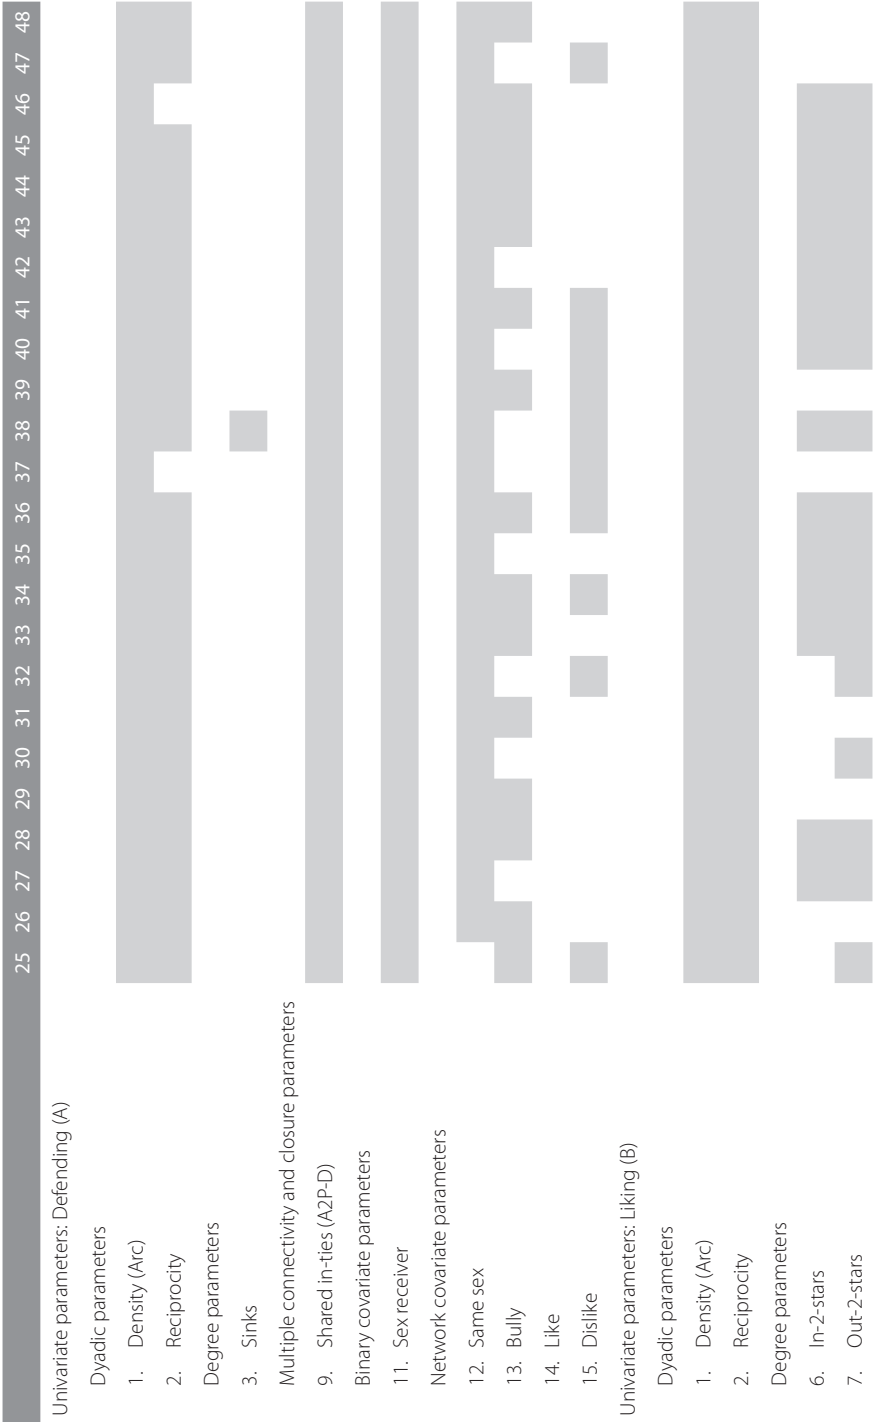 25 26 27 28 29 30 31 32 33 34 35 36 37 38 39 40 41 42 43 44 45 46 47 48
Univariate parameters: Defending (A)
Dyadic parameters
1. Density (Arc)
2. Reciprocity
Degree parameters
3. Sinks
Multiple connectivity and closure parameters
9. Shared in-ties (A2P-D)
Binary covariate parameters
11. Sex receiver
Network covariate parameters
12. Same sex
13. Bully
14. Like
15. Dislike
Univariate parameters: Liking (B)
Dyadic parameters
1. Density (Arc)
2. Reciprocity
Degree parameters
6. In-2-stars
7. Out-2-stars